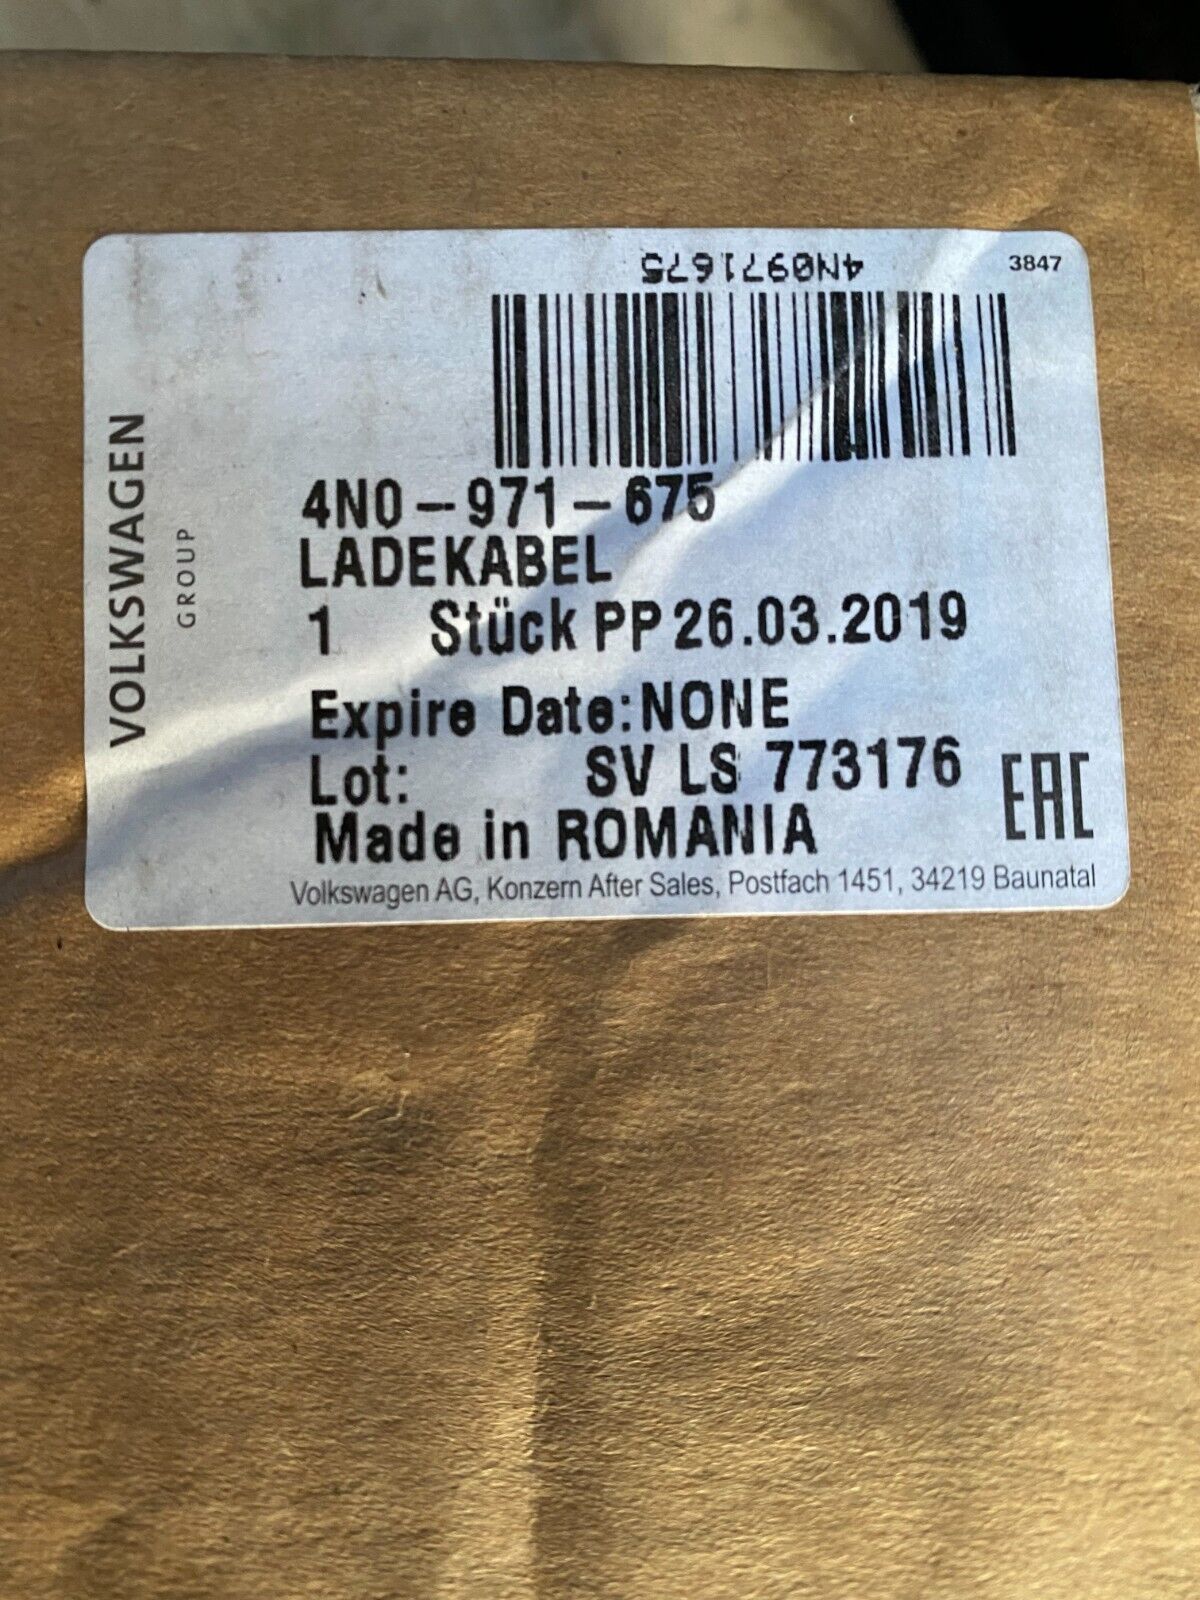 4N0971675
3847
VOLKSWAGEN
GROUP
4N0-971-675
LADEKABEL
1 Stück PP 26.03.2019
Expire Date:NONE
Lot: SV LS 773176
Made in ROMANIA
EAC
Volkswagen AG, Konzern After Sales, Postfach 1451, 34219 Baunatal